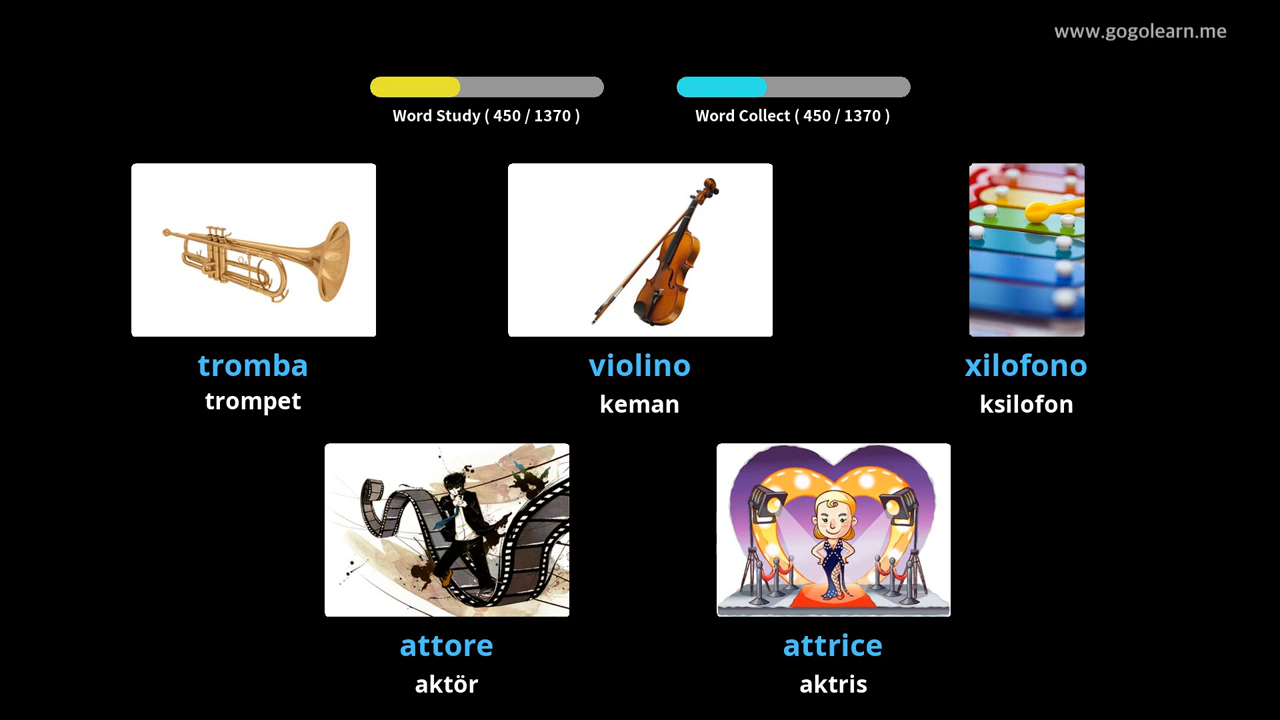 www.gogolearn.me
Word Study ( 450 / 1370 )
Word Collect ( 450 / 1370 )
tromba
trompet
violino
keman
xilofono
ksilofon
attore
aktör
attrice
aktris